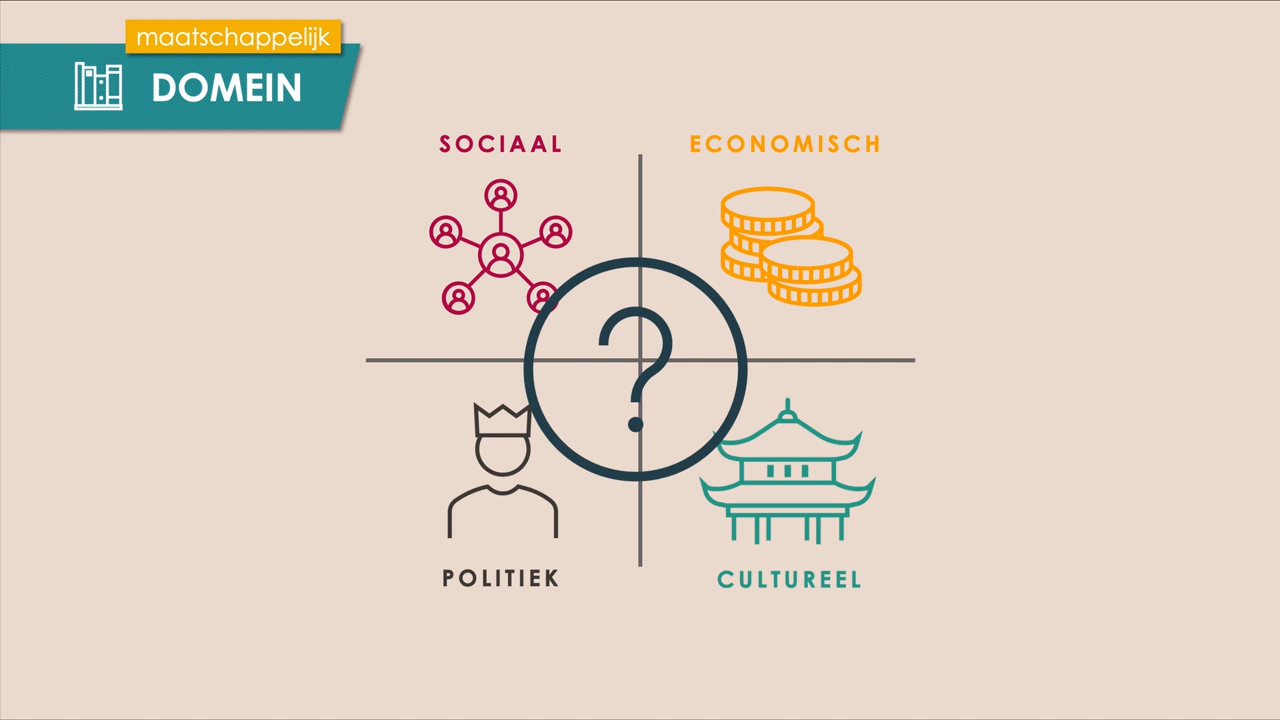 maatschappelijk
DOMEIN
SOCIAAL
ECONOMISCH
?
POLITIEK
CULTUREEL